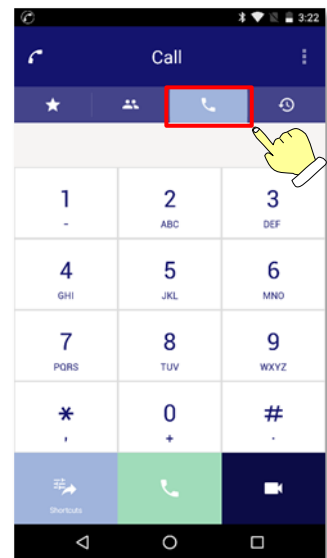 3:22
Call
1 2 3
- ABC DEF
4 5 6
GHI JKL MNO
7 8 9
PQRS TUV WXYZ
* 0 #
, + .
Shortcuts